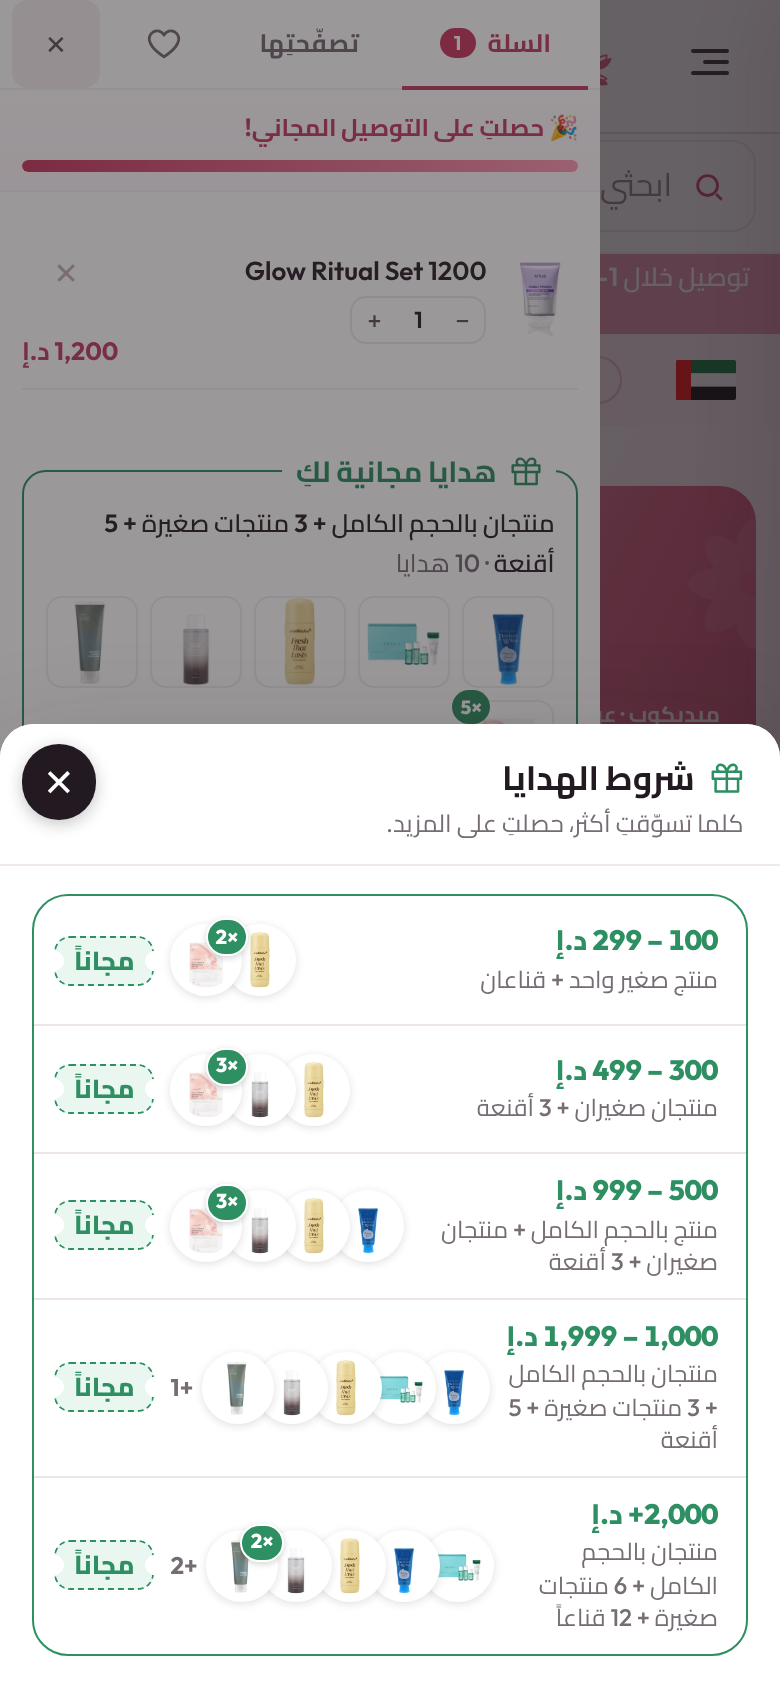 السلة 1
تصفّحتِها
🎉 حصلتِ على التوصيل المجاني!
ابحثي
توصيل خلال 1-
Glow Ritual Set 1200
− 1 +
1,200 د.إ
هدايا مجانية لكِ
منتجان بالحجم الكامل + 3 منتجات صغيرة + 5
أقنعة · 10 هدايا
Fresh That Lasts
5×
ميديكوب · ع
شروط الهدايا
كلما تسوّقتِ أكثر، حصلتِ على المزيد.
100 – 299 د.إ
منتج صغير واحد + قناعان
2×
مجاناً
300 – 499 د.إ
منتجان صغيران + 3 أقنعة
3×
مجاناً
500 – 999 د.إ
منتج بالحجم الكامل + منتجان
صغيران + 3 أقنعة
3×
مجاناً
1,000 – 1,999 د.إ
منتجان بالحجم الكامل
+ 3 منتجات صغيرة + 5
أقنعة
+1
مجاناً
2,000+ د.إ
منتجان بالحجم
الكامل + 6 منتجات
صغيرة + 12 قناعاً
2×
+2
مجاناً